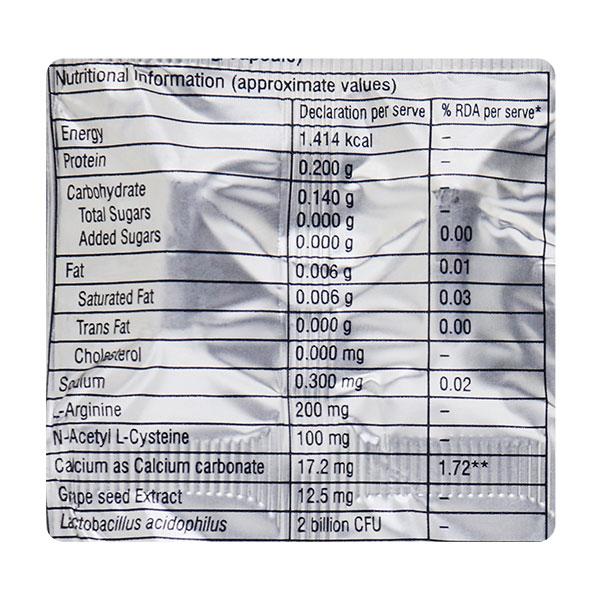 Nutritional Information (approximate values)
Declaration per serve % RDA per serve*
Energy 1.414 kcal –
Protein 0.200 g –
Carbohydrate 0.140 g –
Total Sugars 0.000 g –
Added Sugars 0.000 g 0.00
Fat 0.006 g 0.01
Saturated Fat 0.006 g 0.03
Trans Fat 0.000 g 0.00
Cholesterol 0.000 mg –
Sodium 0.300 mg 0.02
L-Arginine 200 mg –
N-Acetyl L-Cysteine 100 mg –
Calcium as Calcium carbonate 17.2 mg 1.72**
Grape seed Extract 12.5 mg –
Lactobacillus acidophilus 2 billion CFU –